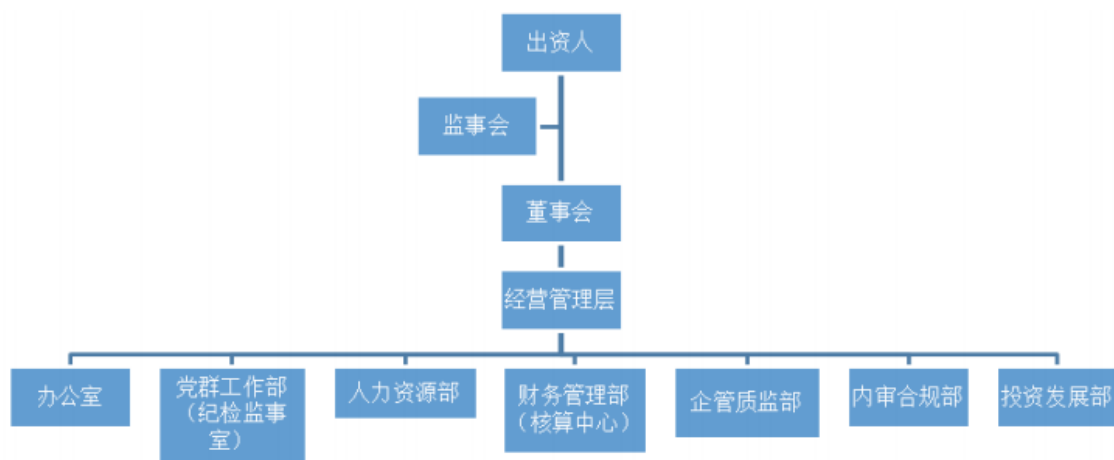 出资人
监事会
董事会
经营管理层
办公室
党群工作部
（纪检监事
室）
人力资源部
财务管理部
（核算中心）
企管质监部
内审合规部
投资发展部